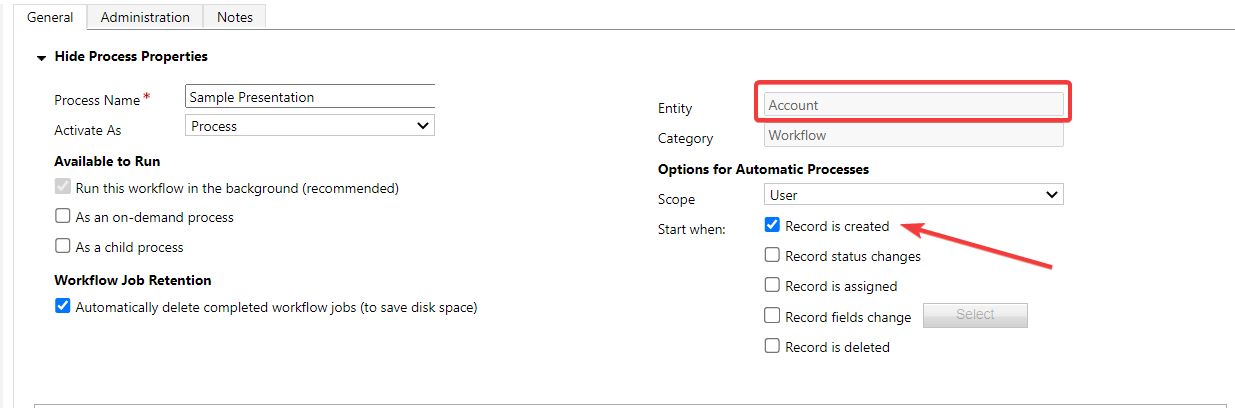 General
Administration
Notes
Hide Process Properties
Process Name *
Sample Presentation
Activate As
Process
Available to Run
Run this workflow in the background (recommended)
As an on-demand process
As a child process
Workflow Job Retention
Automatically delete completed workflow jobs (to save disk space)
Entity
Account
Category
Workflow
Options for Automatic Processes
Scope
User
Start when:
Record is created
Record status changes
Record is assigned
Record fields change
Select
Record is deleted